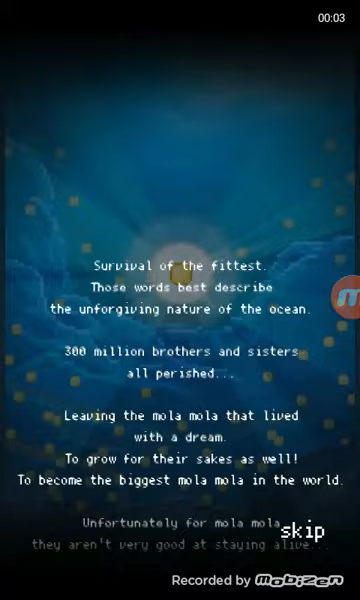 00:03
Survival of the fittest.
Those words best describe
the unforgiving nature of the ocean.
300 million brothers and sisters
all perished...
Leaving the mola mola that lived
with a dream.
To grow for their sakes as well!
To become the biggest mola mola in the world.
Unfortunately for mola mola
they aren't very good at staying alive...
skip
Recorded by Mobizen